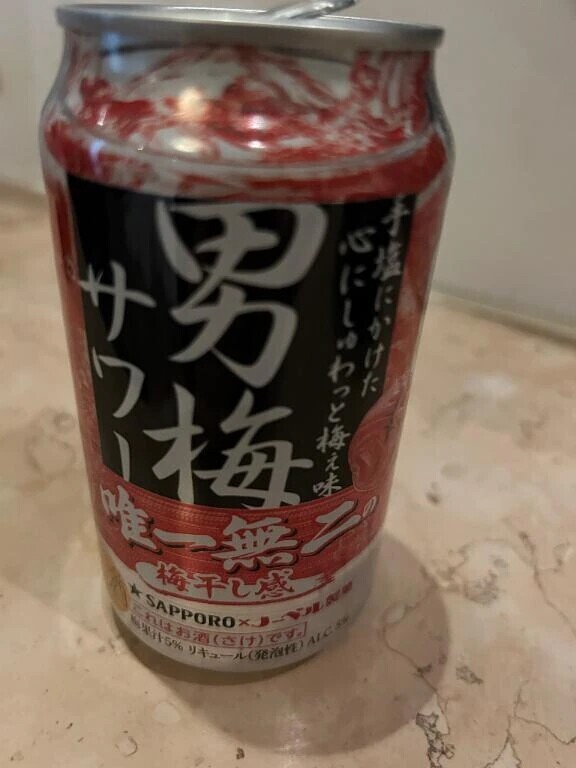 手塩にかけた
心にしゅわっと梅ぇ味
男梅
サワー
唯一無二の
梅干し感
★SAPPORO×ノーベル製菓
これはお酒(さけ)です。
梅果汁5% リキュール(発泡性) ALC.5%